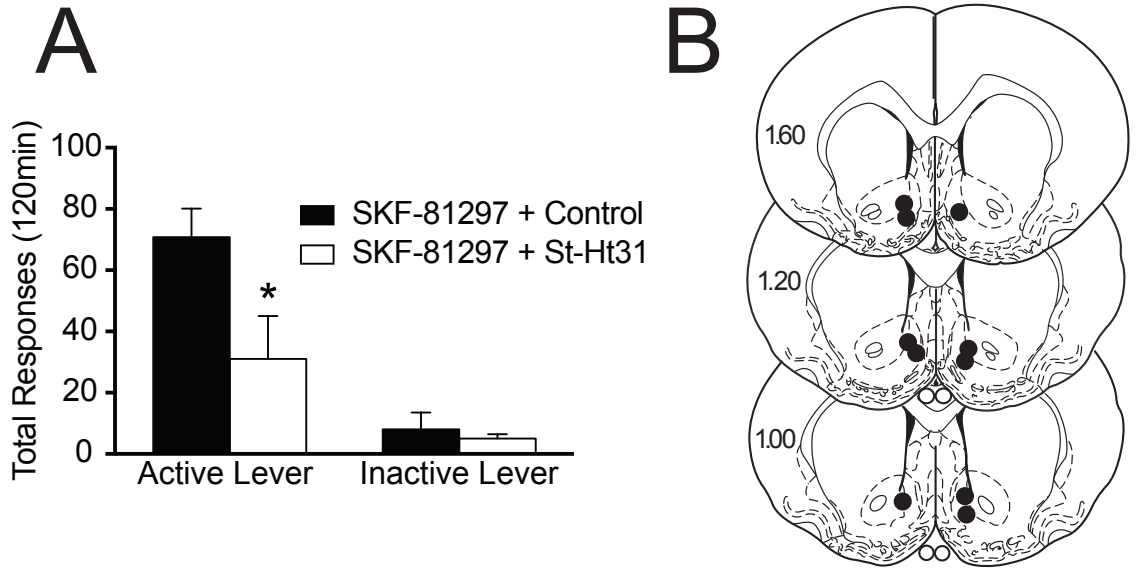 A
B
Total Responses (120min)
100
80
60
40
20
0
SKF-81297 + Control
SKF-81297 + St-Ht31
*
Active Lever
Inactive Lever
1.60
1.20
1.00